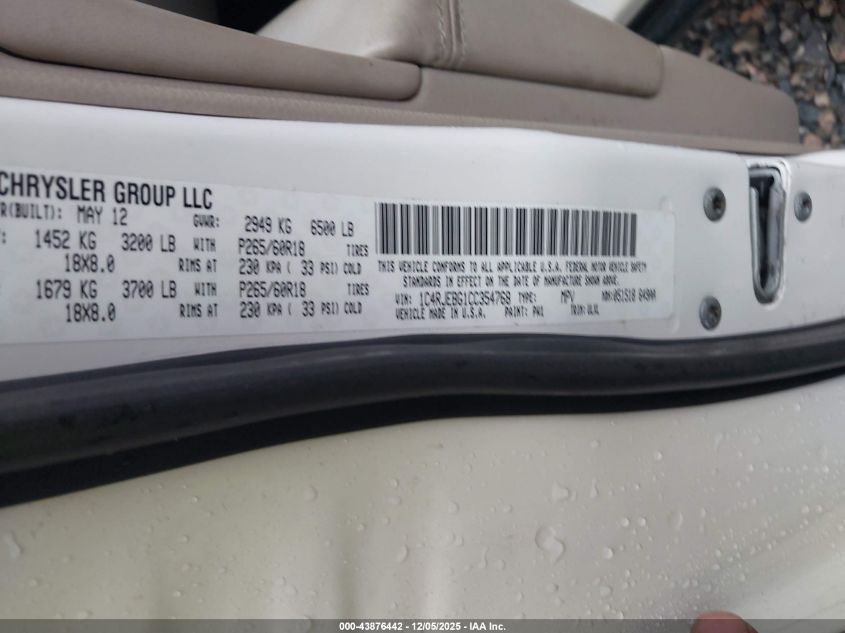 CHRYSLER GROUP LLC
R(BUILT): MAY 12 GVWR: 2949 KG 6500 LB
1452 KG 3200 LB WITH P265/60R18 TIRES
18X8.0 RIMS AT 230 KPA ( 33 PSI) COLD
1679 KG 3700 LB WITH P265/60R18 TIRES
18X8.0 RIMS AT 230 KPA ( 33 PSI) COLD
THIS VEHICLE CONFORMS TO ALL APPLICABLE U.S.A. FEDERAL MOTOR VEHICLE SAFETY
STANDARDS IN EFFECT ON THE DATE OF MANUFACTURE SHOWN ABOVE.
VIN: 1C4RJEBG1CC354768 TYPE: MPV
VEHICLE MADE IN U.S.A. PAINT: PW1 TRIM:
000-43876442 - 12/05/2025 - IAA Inc.